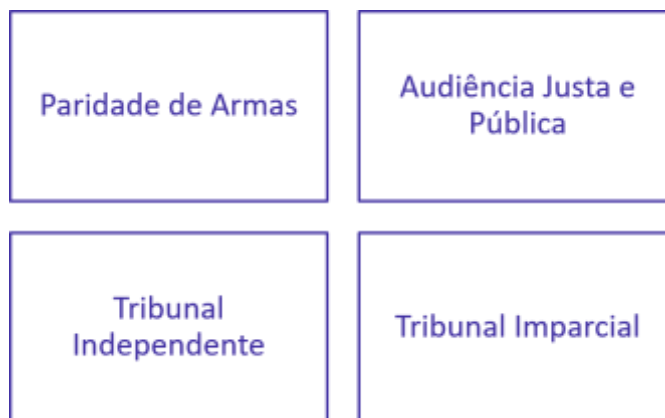 Paridade de Armas
Audiência Justa e
Pública
Tribunal
Independente
Tribunal Imparcial